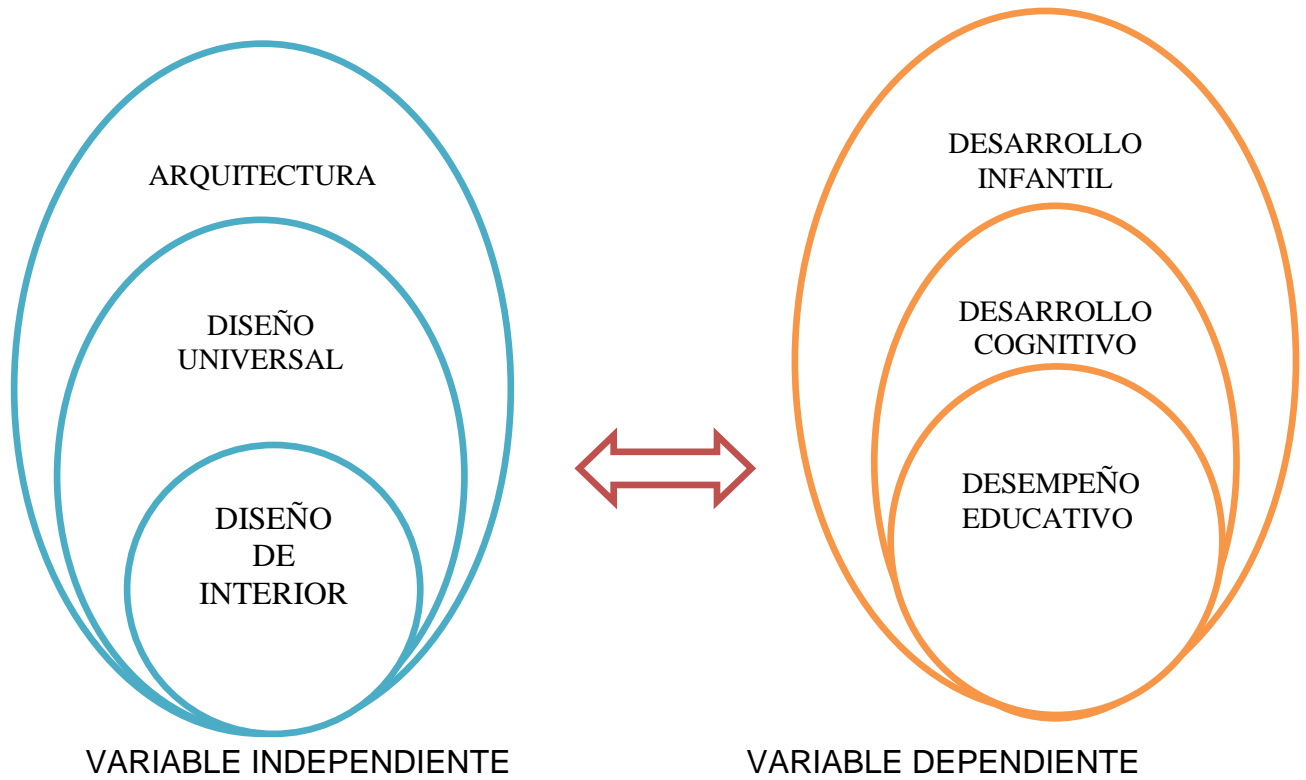 ARQUITECTURA
DISEÑO
UNIVERSAL
DISEÑO
DE
INTERIOR
VARIABLE INDEPENDIENTE
DESARROLLO
INFANTIL
DESARROLLO
COGNITIVO
DESEMPEÑO
EDUCATIVO
VARIABLE DEPENDIENTE